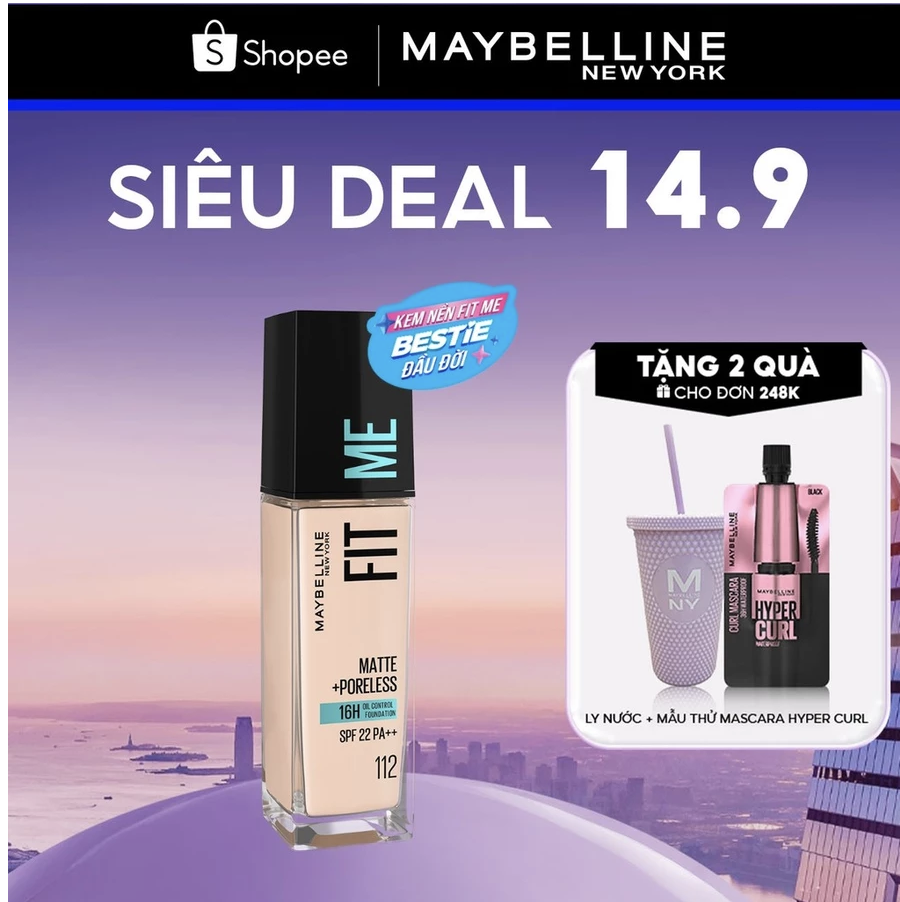 Shopee
MAYBELLINE
NEW YORK
SIÊU DEAL 14.9
KEM NỀN FIT ME
BESTIE
ĐẦU ĐỜI
FIT ME
MAYBELLINE
NEW YORK
MATTE
+PORELESS
16H OIL CONTROL
FOUNDATION
SPF 22 PA++
112
TẶNG 2 QUÀ
CHO ĐƠN 248K
M
NY
BLACK
MAYBELLINE
NEW YORK
CURL MASCARA
MAYBELLINE
HYPER
CURL
WATERPROOF
LY NƯỚC + MẪU THỬ MASCARA HYPER CURL